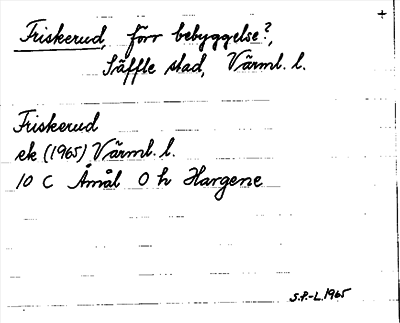 +
Friskerud, förr bebyggelse?,
Säffle stad, Värml. l.
Friskerud
ek (1965) Värml. l.
10 C Åmål 0 h Hargene
S.P.-L. 1965